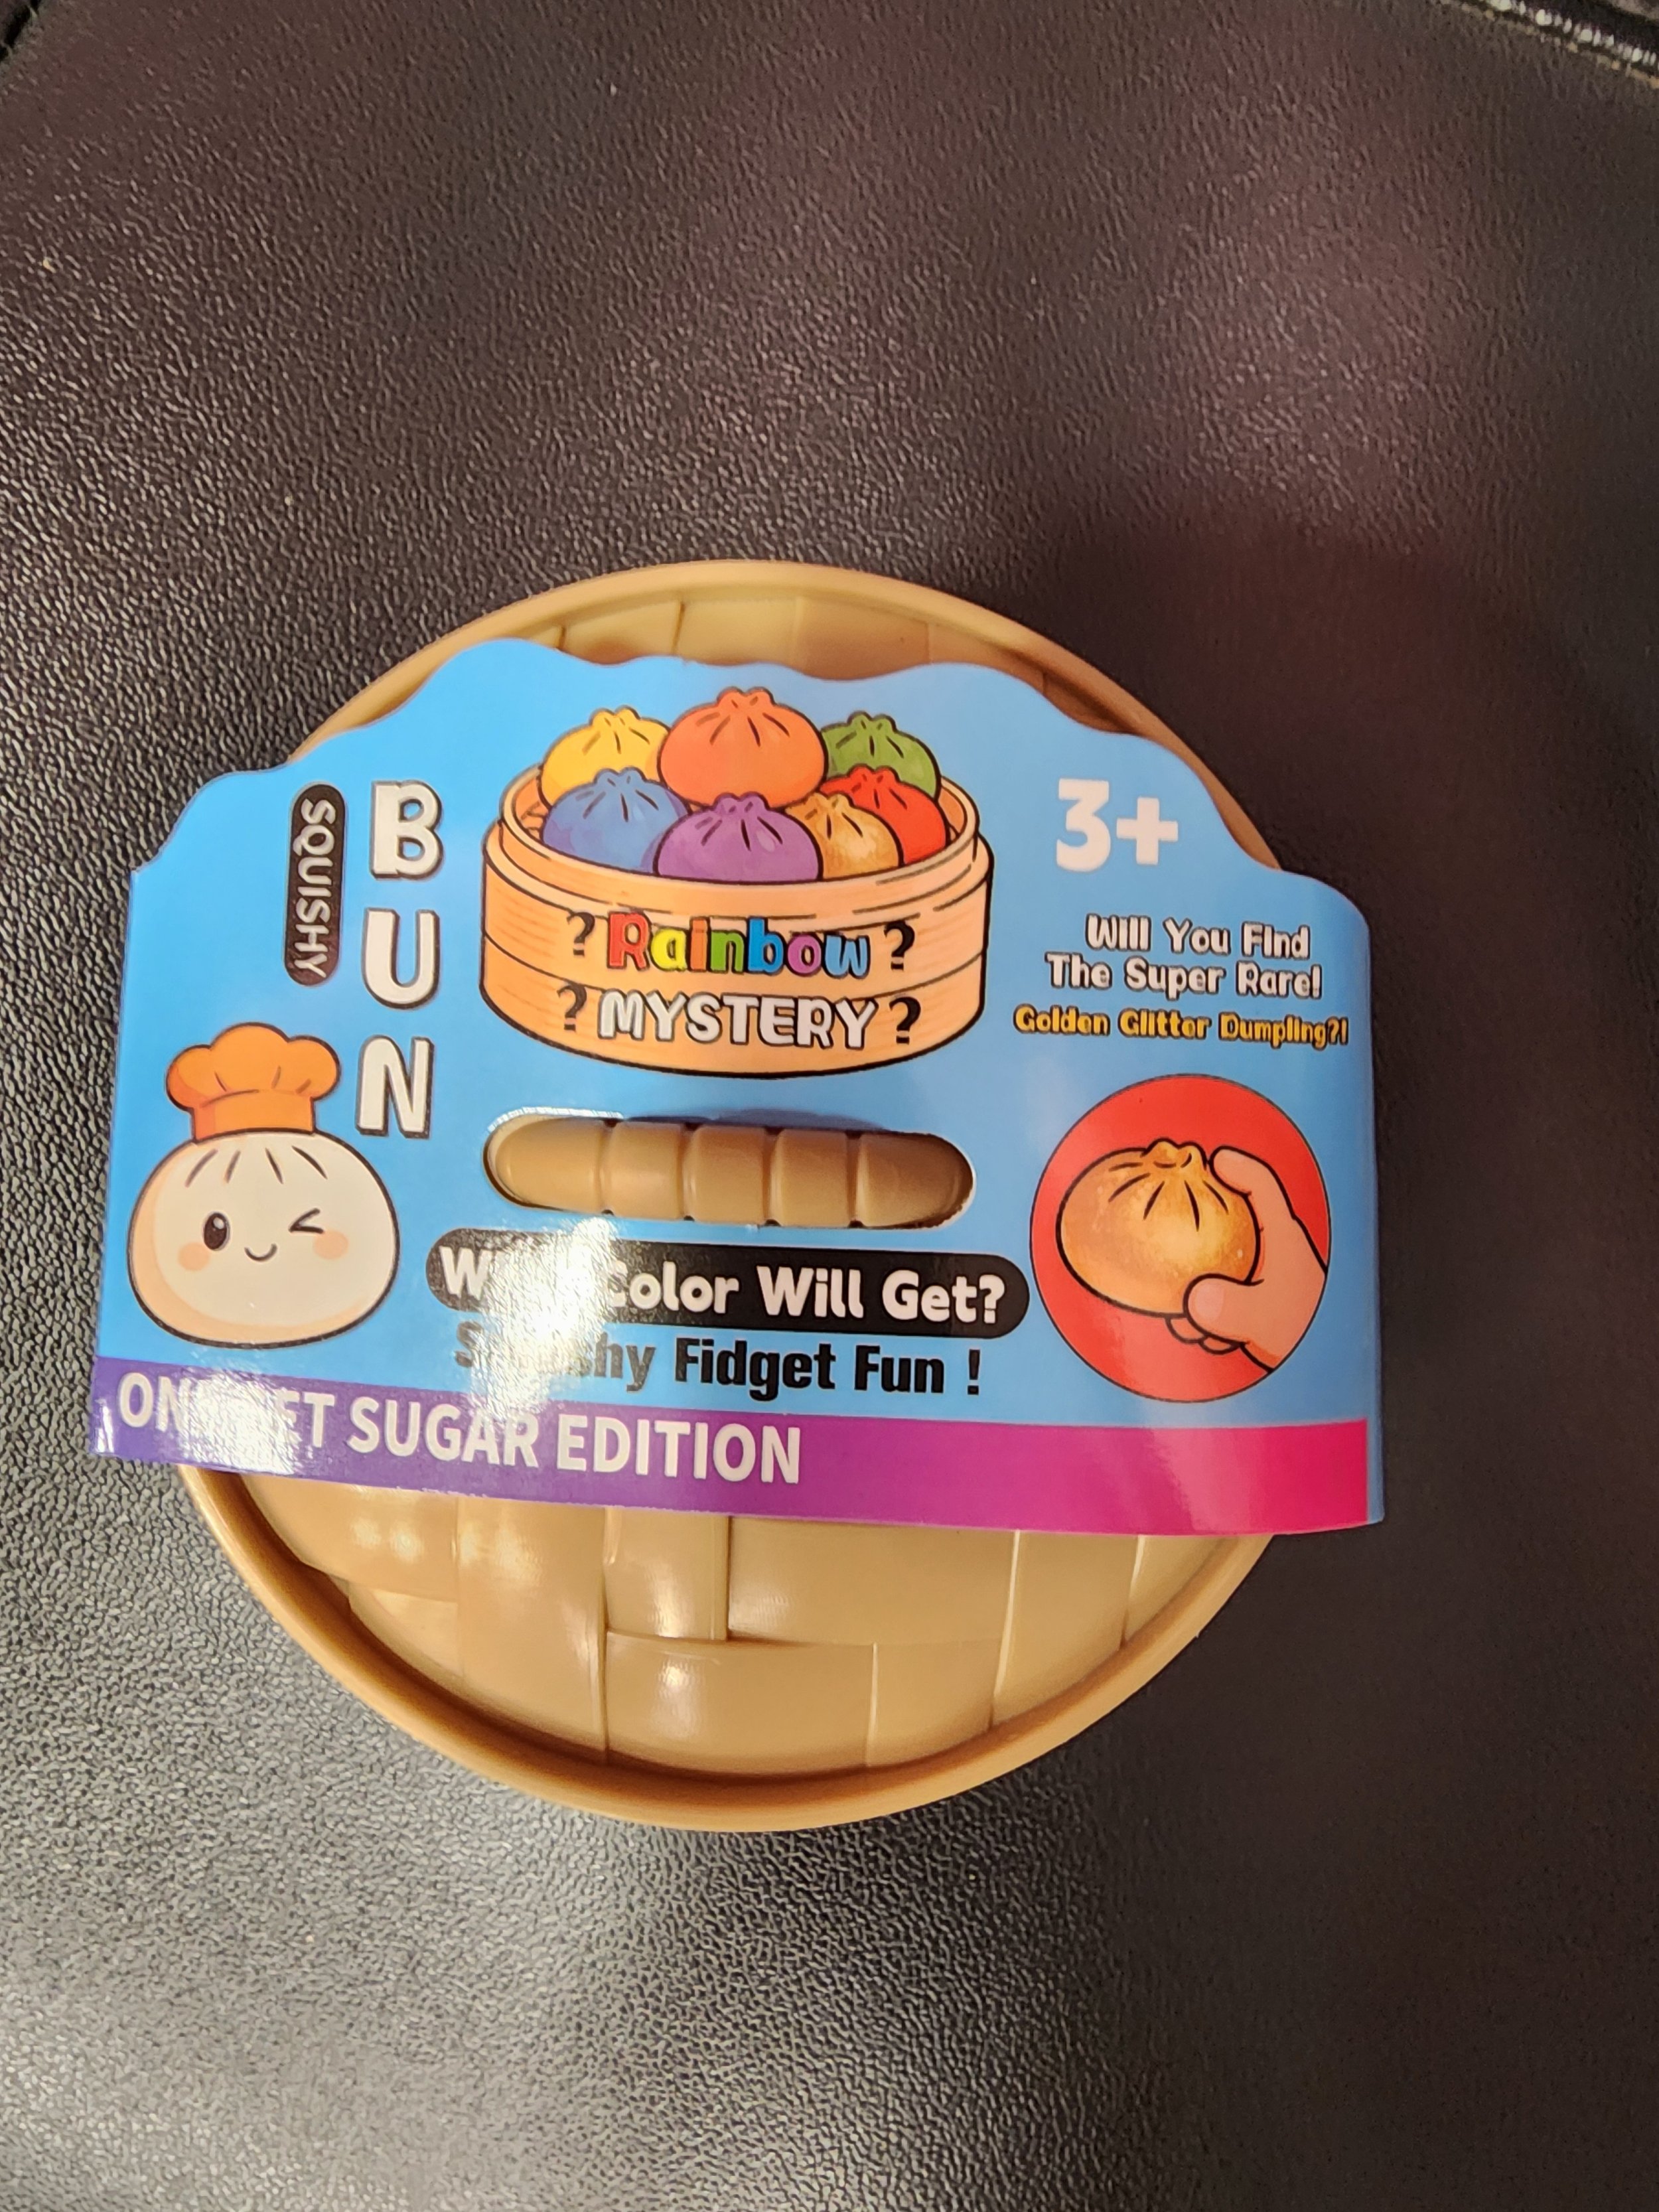 SQUISHY
BUN
? Rainbow ?
? MYSTERY ?
3+
Will You Find
The Super Rare!
Golden Glitter Dumpling?!
Color Will Get?
Fidget Fun !
SUGAR EDITION